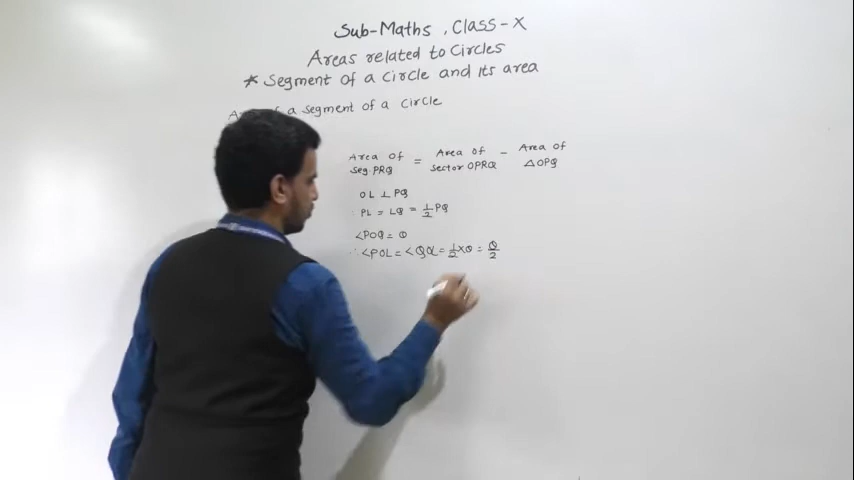 Sub-Maths, Class-X
Areas related to Circles
* Segment of a circle and its area
a segment of a circle
Area of Seg.PRQ = Area of Sector OPRQ - Area of △OPQ
OL ⊥ PQ
∴ PL = LQ = 1/2 PQ
∠POQ = θ
∴ ∠POL = ∠QOL = 1/2 × θ = θ/2